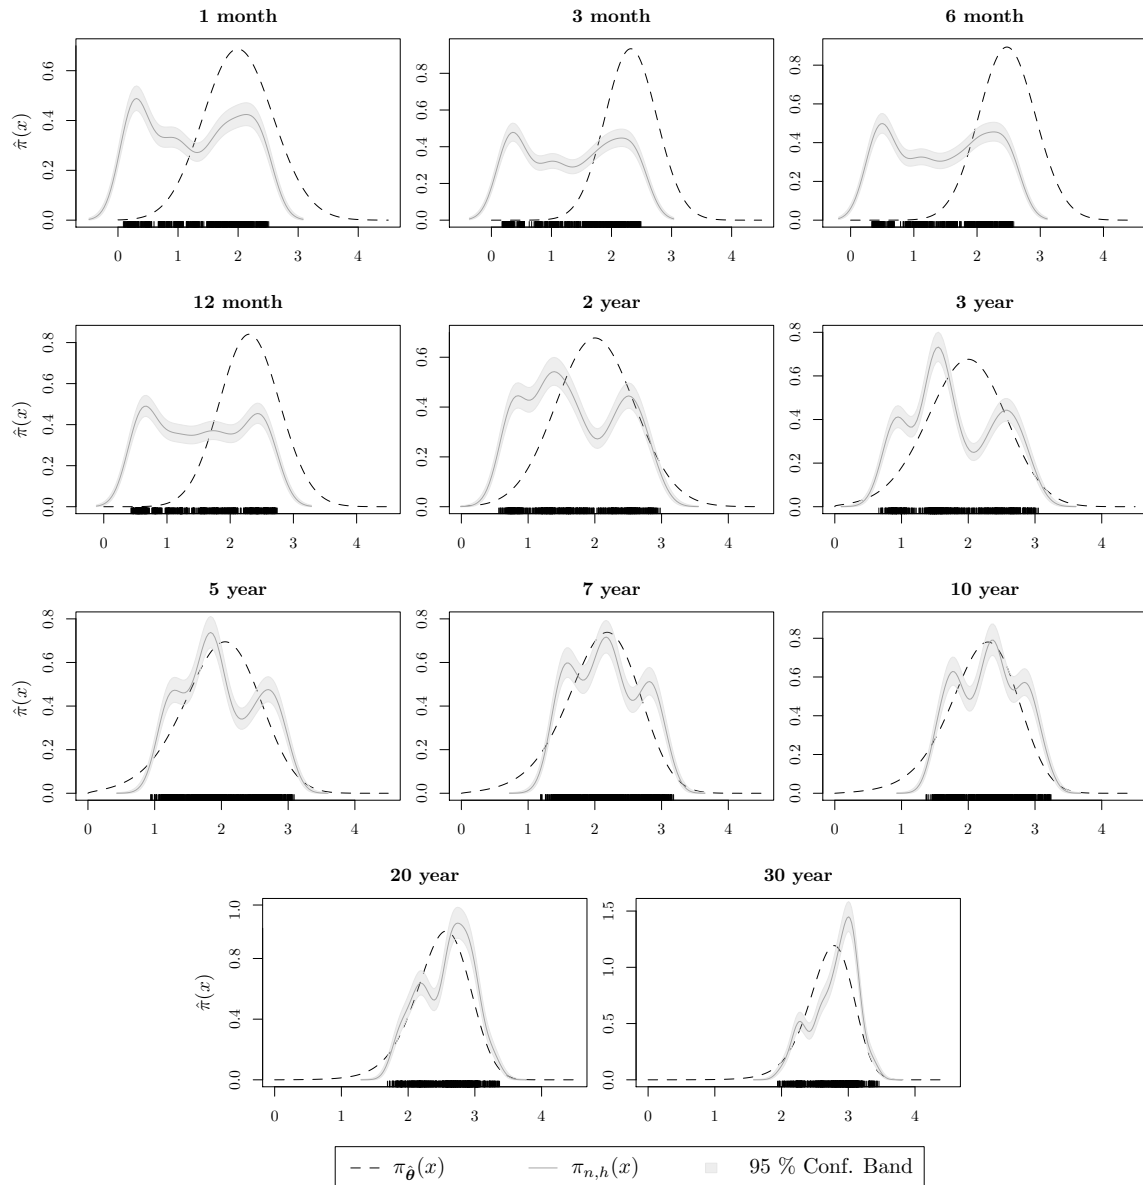 1 month 3 month 6 month
π̂(x) 0.0 0.2 0.4 0.6 0.0 0.2 0.4 0.6 0.8 0.0 0.2 0.4 0.6 0.8
0 1 2 3 4 0 1 2 3 4 0 1 2 3 4
12 month 2 year 3 year
π̂(x) 0.0 0.2 0.4 0.6 0.8 0.0 0.2 0.4 0.6 0.0 0.2 0.4 0.6 0.8
0 1 2 3 4 0 1 2 3 4 0 1 2 3 4
5 year 7 year 10 year
π̂(x) 0.0 0.2 0.4 0.6 0.8 0.0 0.2 0.4 0.6 0.8 0.0 0.2 0.4 0.6 0.8
0 1 2 3 4 0 1 2 3 4 0 1 2 3 4
20 year 30 year
π̂(x) 0.0 0.4 0.8 1.0 0.0 0.5 1.0 1.5
0 1 2 3 4 0 1 2 3 4
π_θ̂(x) π_{n,h}(x) 95 % Conf. Band